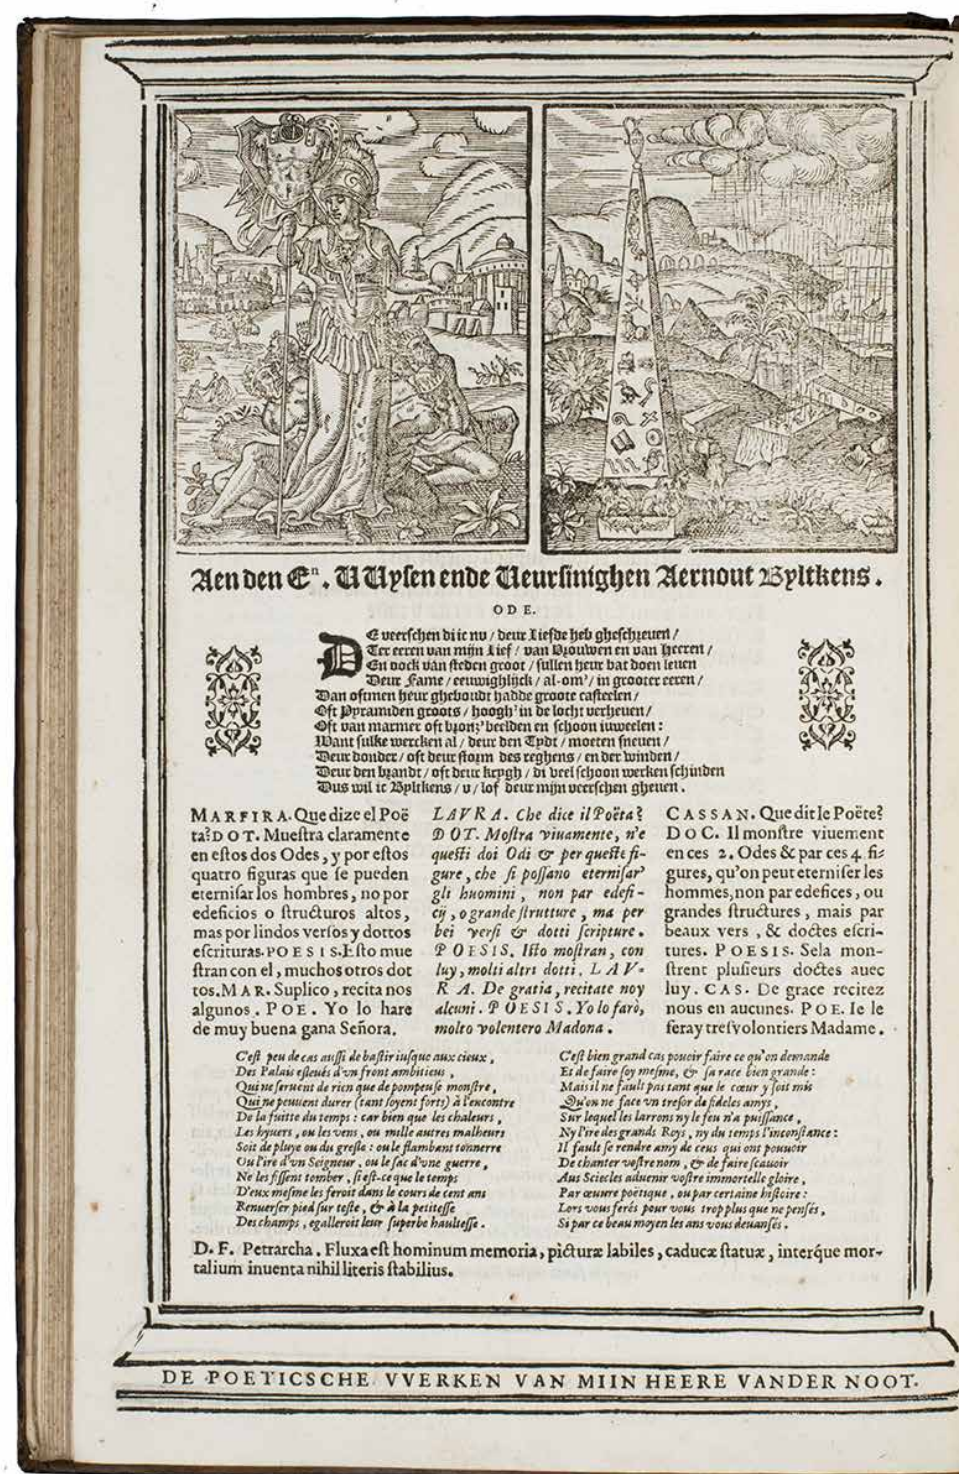 Aen den Eⁿ. VVysen ende Veursinighen Aernout Byltkens.
ODE.
DE veerschen di ic nu / deur Liefde heb gheschreuen /
Ter eeren van mijn Lief / van Vrouwen en van Heeren /
En oock van steden groot / sullen heur bat doen leuen
Deur Fame / eeuwighlijck / al-om' / in grooter eeren /
Dan oftmen heur gheboudt hadde groote casteelen /
Oft Pyramiden groots / hoogh' in de locht verheuen /
Oft van marmer oft bronz' beelden en schoon iuweelen :
Want sulke wercken al / deur den Tydt / moeten sneuen /
Deur donder / oft deur storm des reghens / en der winden /
Deur den brandt / oft deur krygh / di veel schoon werken schinden
Dus wil ic Byltkens / v / lof deur mijn veerschen gheuen .
MARFIRA. Que dize el Poë
ta? DOT. Muestra claramente
en estos dos Odes, y por estos
quatro figuras que se pueden
eternisar los hombres, no por
edeficios o structuros altos,
mas por lindos versos y dottos
escrituras. POESIS. Esto mue
stran con el, muchos otros dot
tos. MAR. Suplico, recita nos
algunos. POE. Yo lo hare
de muy buena gana Señora.
LAVRA. Che dice il Poëta?
DOT. Mostra viuamente, n'e
questi doi Odi & per queste fi-
gure, che si possano eternisar'
gli huomini, non par edefi-
cij, o grande strutture, ma per
bei versi & dotti scripture.
POESIS. Isto mostran, con
luy, molti altri dotti. LAV-
RA. De gratia, recitate noy
alcuni. POESIS. Yo lo farò,
molto volentero Madona.
CASSAN. Que dit le Poëte?
DOC. Il monstre viuement
en ces 2. Odes & par ces 4. fi-
gures, qu'on peut eterniser les
hommes, non par edefices, ou
grandes structures, mais par
beaux vers, & doctes escri-
tures. POESIS. Sela mon-
strent plusieurs doctes auec
luy. CAS. De grace recitez
nous en aucunes. POE. Ie le
feray tresvolontiers Madame.
C'est peu de cas aussi de bastir iusque aux cieux,
Des Palais esleués d'vn front ambitieus,
Qui ne seruent de rien que de pompeuse monstre,
Qui ne peuuent durer (tant soyent forts) à l'encontre
De la fuitte du temps : car bien que les chaleurs,
Les hyuers, ou les vens, ou mille autres malheurs
Soit de pluye ou du gresle : ou le flambant tonnerre
Ou l'ire d'vn Seigneur, ou le sac d'vne guerre,
Ne les fissent tomber, si est-ce que le temps
D'eux mesme les feroit dans le cours de cent ans
Renuerser pied sur teste, & à la petitesse
Des champs, egalleroit leur superbe haultesse.
C'est bien grand cas pouoir faire ce qu'on demande
Et de faire soy mesme, & sa race bien grande :
Mais il ne fault pas tant que le cœur y soit mis
Qu'on ne face vn tresor de fideles amys,
Sur lequel les larrons ny le feu n'a puissance,
Ny l'ire des grands Roys, ny du temps l'inconstance :
Il fault se rendre amy de ceus qui ont pouuoir
De chanter vostre nom, & de faire scauoir
Aus Siecles aduenir vostre immortelle gloire,
Par œuure poëtique, ou par certaine histoire :
Lors vous ferés pour vous trop plus que ne pensés,
Si par ce beau moyen les ans vous deuansés.
D. F. Petrarcha. Fluxa est hominum memoria, picturæ labiles, caducæ statuæ, interque mor-
talium inuenta nihil literis stabilius.
DE POETICSCHE VVERKEN VAN MIIN HEERE VANDER NOOT.